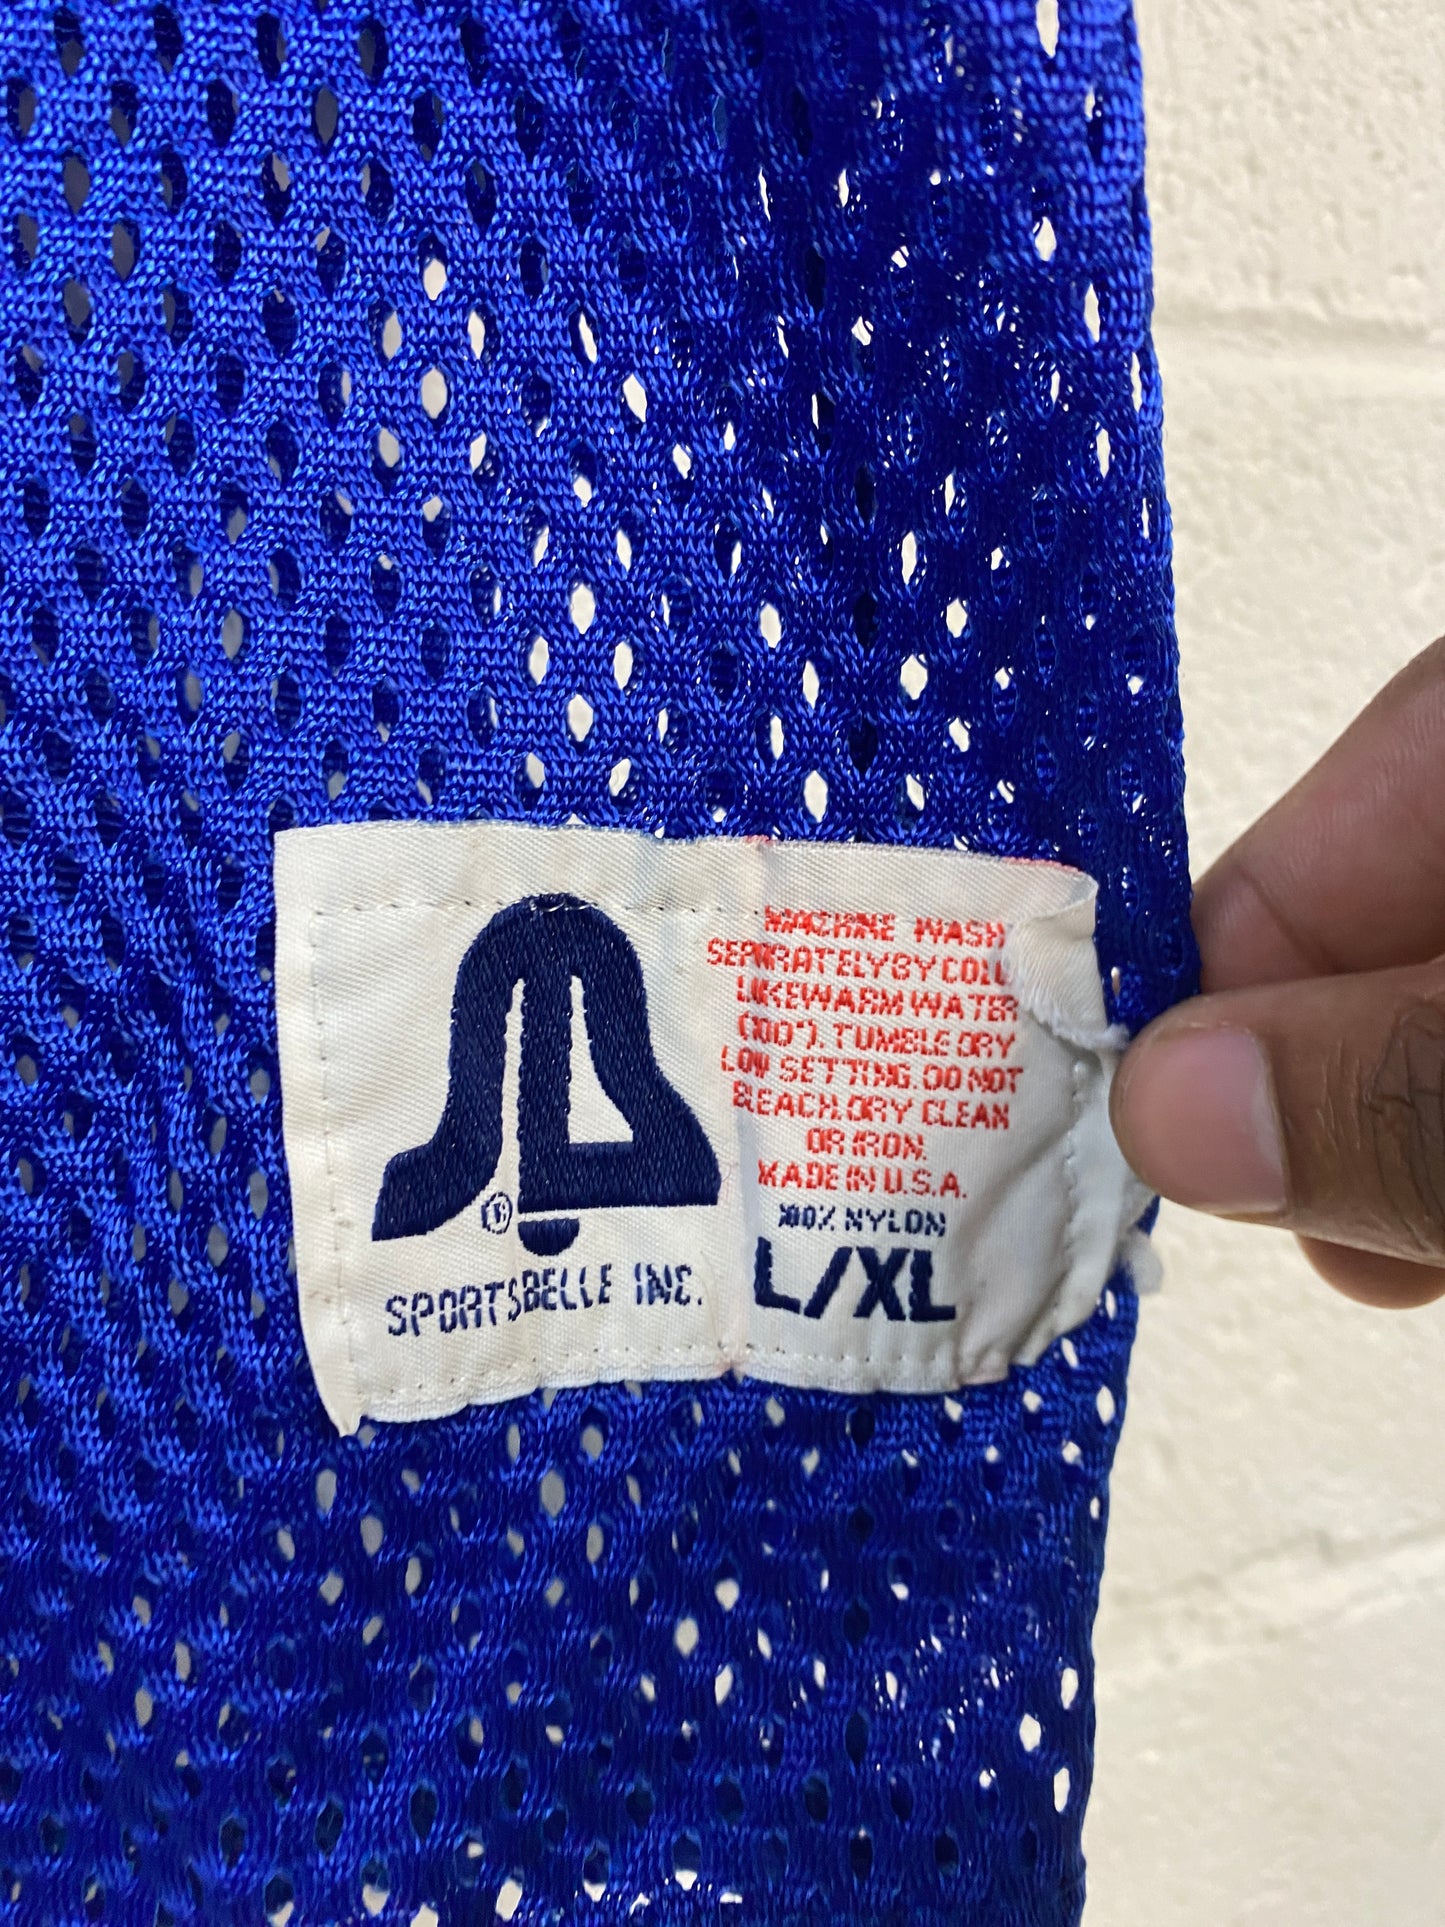 ®
SPORTSBELLE INC.
MACHINE WASH
SEPARATELY BY COLO
LUKEWARM WATER
(100°). TUMBLE DRY
LOW SETTING. DO NOT
BLEACH. DRY CLEAN
OR IRON.
MADE IN U.S.A.
100% NYLON
L/XL